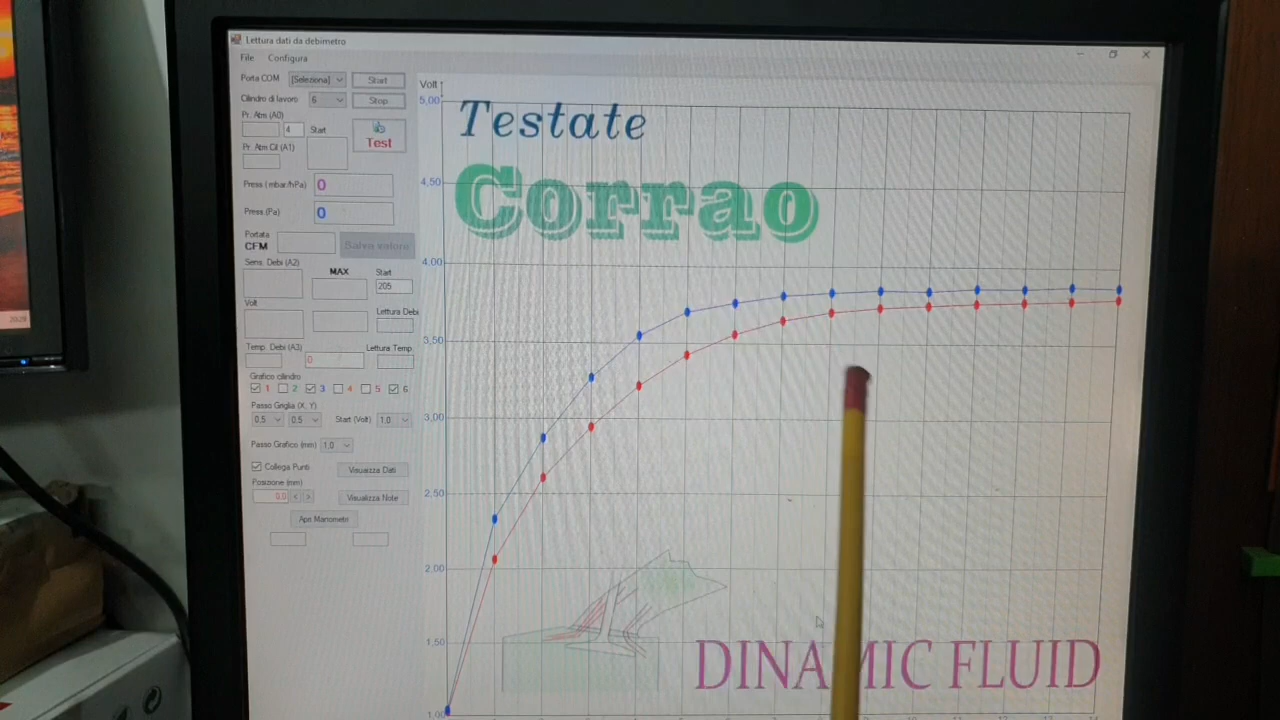 Lettura dati da debimetro
File Configura
Porta COM [Seleziona] Start
Cilindro di lavoro 6 Stop
Pr. Atm (A0)
4 Start
Test
Pr. Atm Cil (A1)
Press (mbar/hPa) 0
Press (Pa) 0
Portata
CFM Salva valore
Sens. Debi (A2) MAX Start
205
Volt Lettura Debi
Temp. Debi (A3) 0 Lettura Temp.
Grafico cilindro
1 2 3 4 5 6
Passo Griglia (X, Y)
0.5 0.5 Start (Volt) 1.0
Passo Grafico (mm) 1,0
Collega Punti Visualizza Dati
Posizione (mm)
0,0 < > Visualizza Note
Apri Manometro
Volt
5,00
4,50
4,00
3,50
3,00
2,50
2,00
1,50
1,00
Testate
Corrao
DINAMIC FLUID
20:29